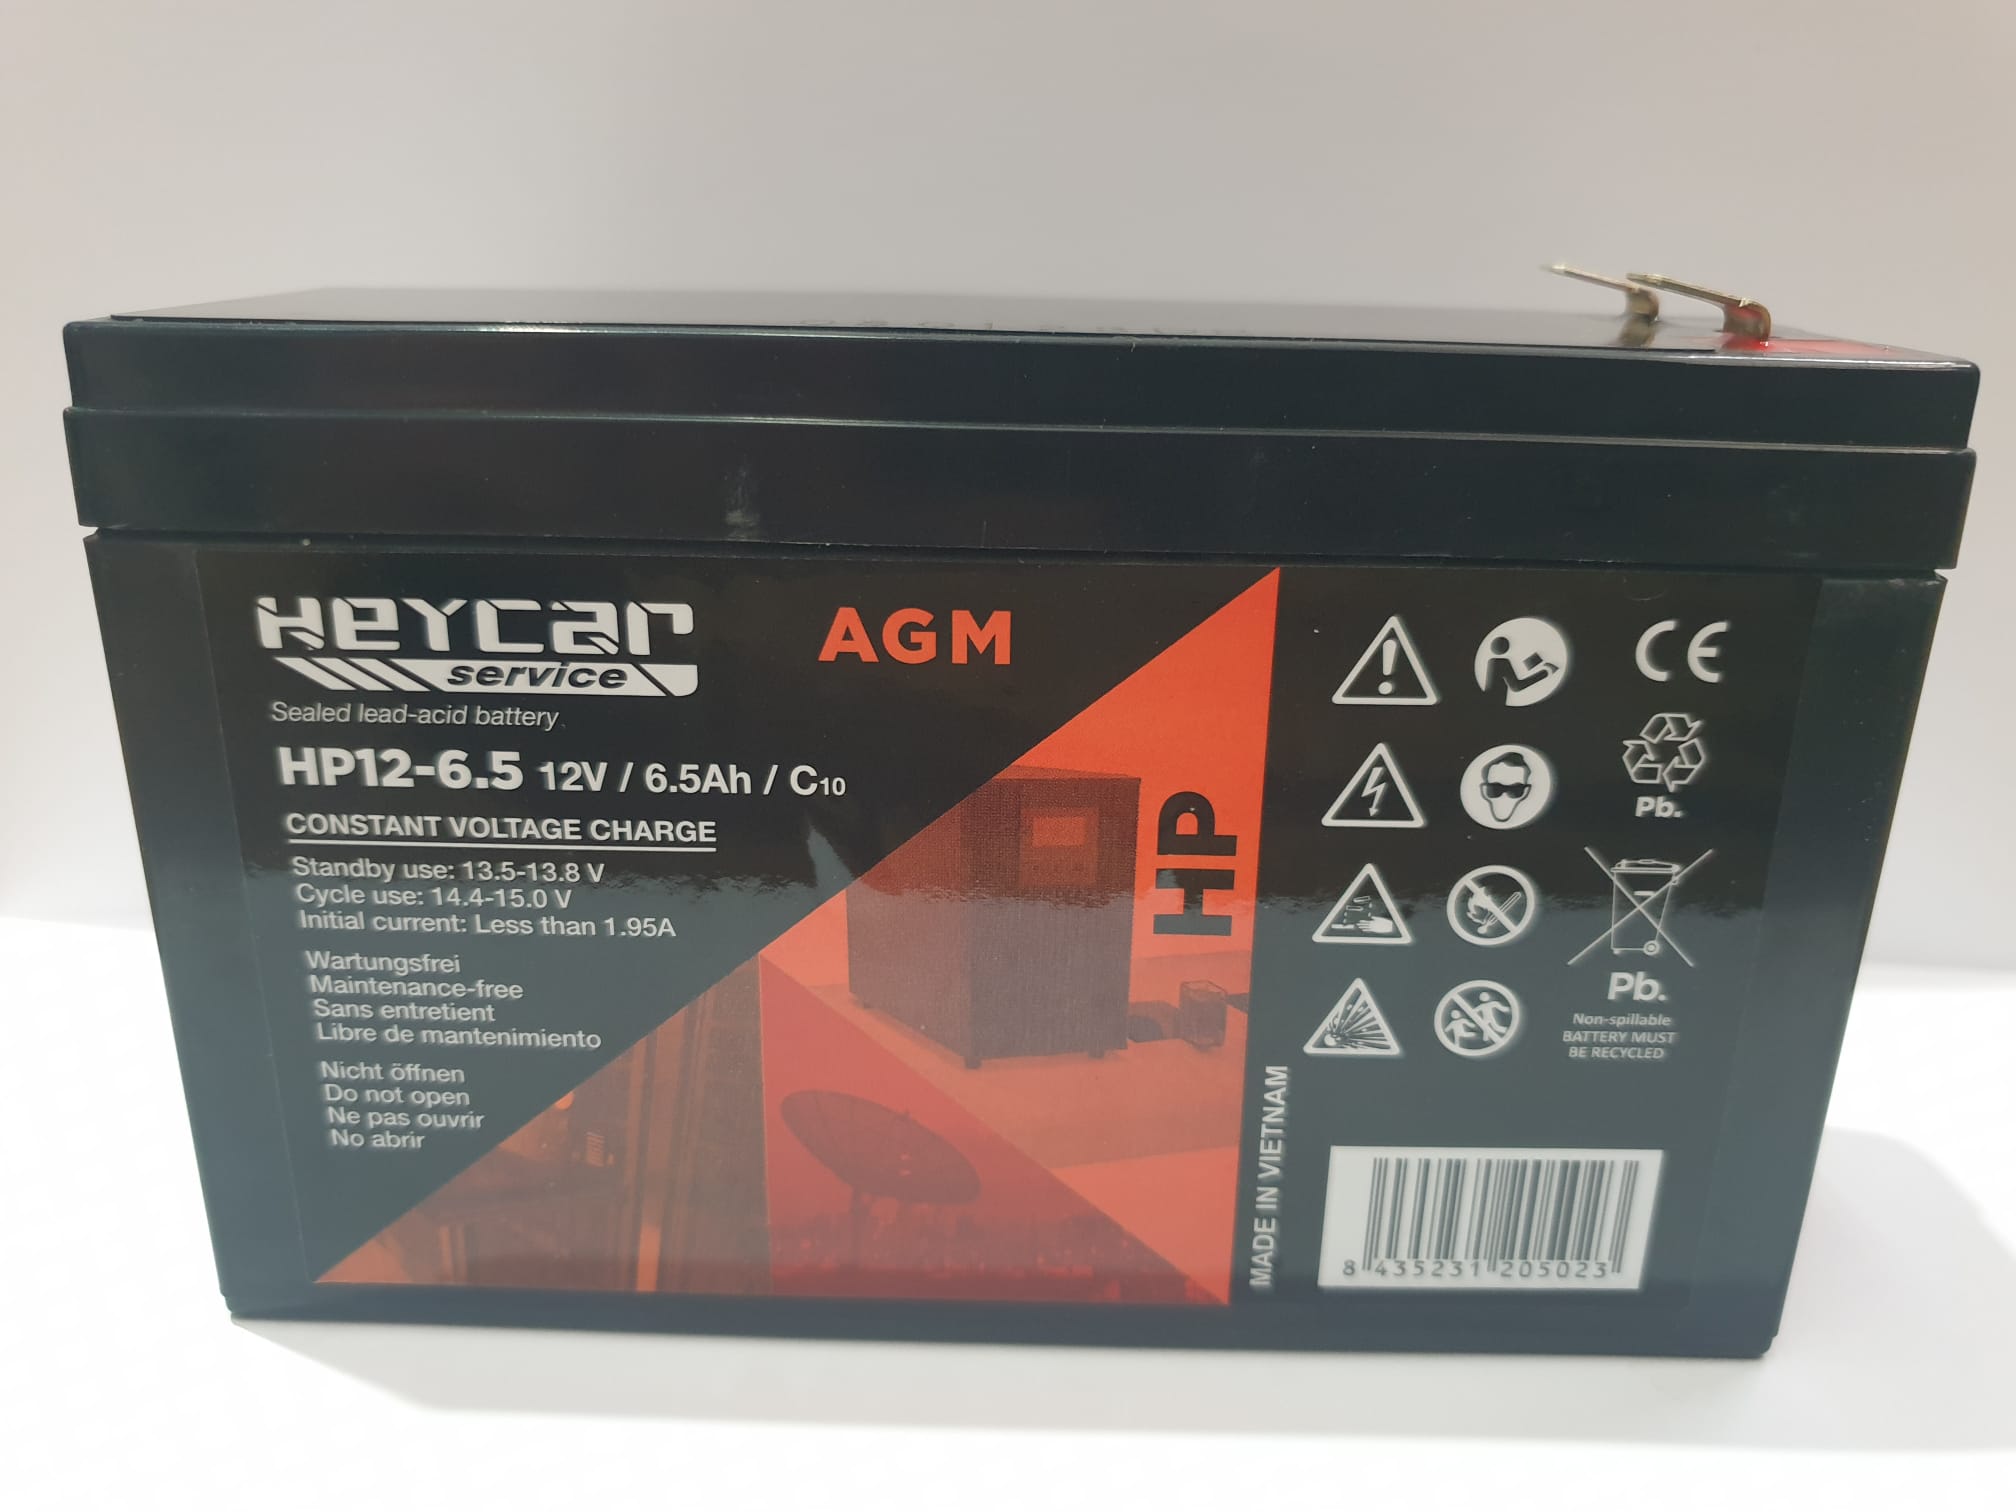 HEYCAR
service
AGM
Sealed lead-acid battery
HP12-6.5 12V / 6.5Ah / C10
CONSTANT VOLTAGE CHARGE
Standby use: 13.5-13.8 V
Cycle use: 14.4-15.0 V
Initial current: Less than 1.95A
Wartungsfrei
Maintenance-free
Sans entretient
Libre de mantenimiento
Nicht öffnen
Do not open
Ne pas ouvrir
No abrir
HP
MADE IN VIETNAM
CE
Pb.
Pb.
Non-spillable
BATTERY MUST
BE RECYCLED
8 435231 205023